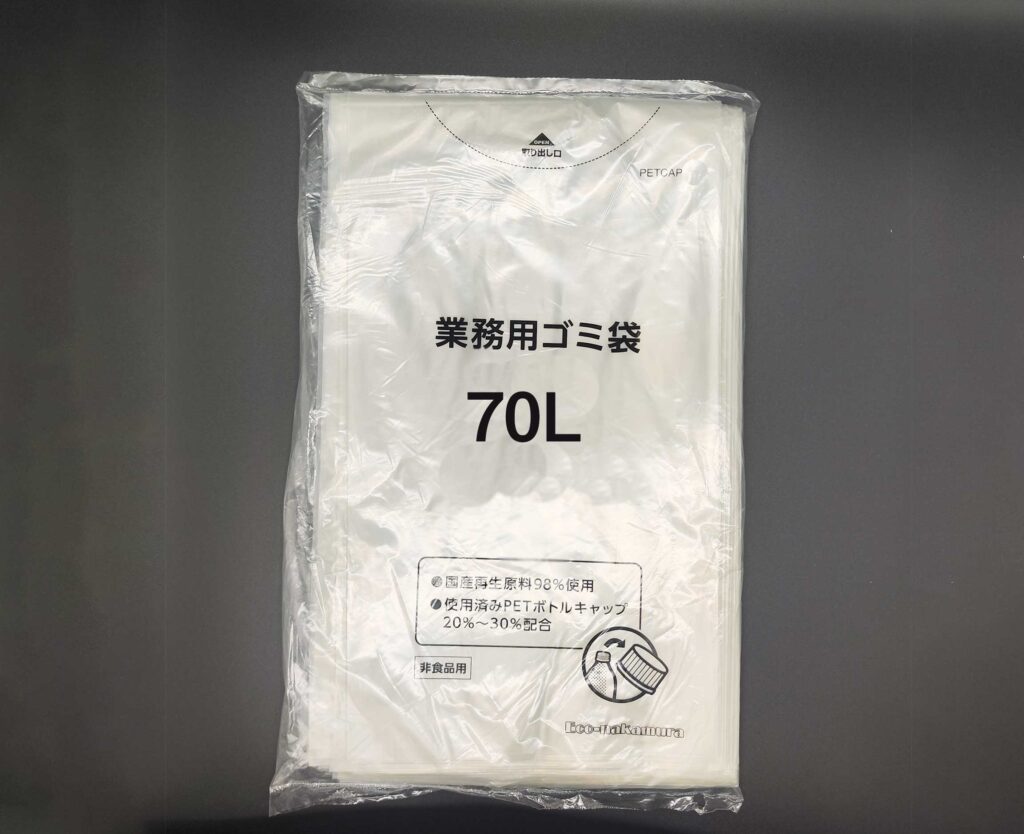 OPEN
取り出し口
PETCAP
業務用ゴミ袋
70L
国産再生原料98%使用
使用済みPETボトルキャップ
20%～30%配合
非食品用
Eco-nakamura